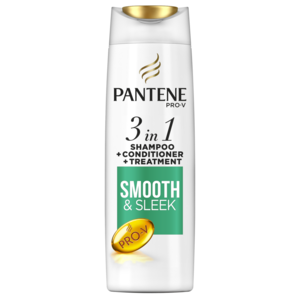 PANTENE
PRO-V
3 in 1
SHAMPOO
+CONDITIONER
+TREATMENT
SMOOTH
& SLEEK
PRO-V